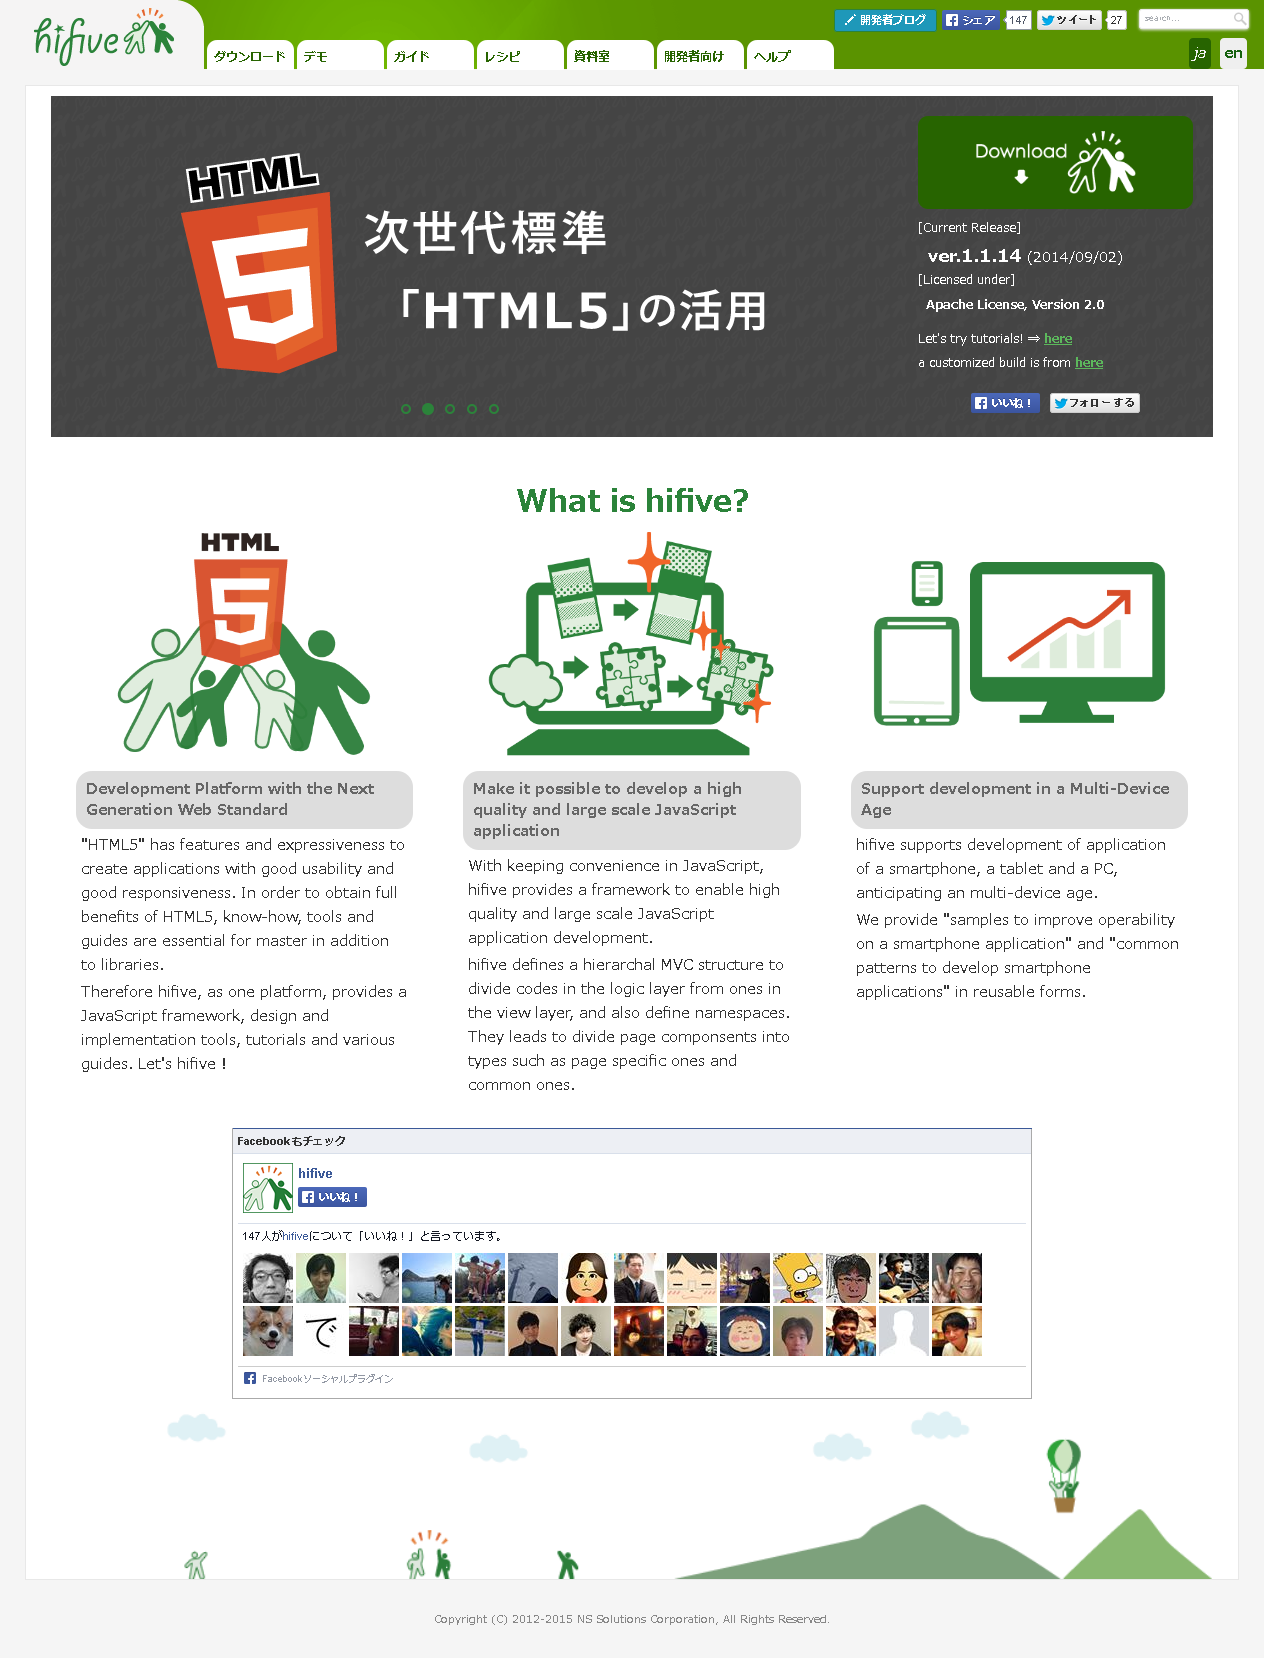 hifive
開発者ブログ
シェア
147
ツイート
27
search...
ダウンロード
デモ
ガイド
レシピ
資料室
開発者向け
ヘルプ
ja
en
HTML
5
次世代標準
「HTML5」の活用
Download
[Current Release]
ver.1.1.14 (2014/09/02)
[Licensed under]
Apache License, Version 2.0
Let's try tutorials! ⇒ here
a customized build is from here
いいね！
フォローする
What is hifive?
HTML
5
Development Platform with the Next
Generation Web Standard
"HTML5" has features and expressiveness to
create applications with good usability and
good responsiveness. In order to obtain full
benefits of HTML5, know-how, tools and
guides are essential for master in addition
to libraries.
Therefore hifive, as one platform, provides a
JavaScript framework, design and
implementation tools, tutorials and various
guides. Let's hifive !
Make it possible to develop a high
quality and large scale JavaScript
application
With keeping convenience in JavaScript,
hifive provides a framework to enable high
quality and large scale JavaScript
application development.
hifive defines a hierarchal MVC structure to
divide codes in the logic layer from ones in
the view layer, and also define namespaces.
They leads to divide page components into
types such as page specific ones and
common ones.
Support development in a Multi-Device
Age
hifive supports development of application
of a smartphone, a tablet and a PC,
anticipating an multi-device age.
We provide "samples to improve operability
on a smartphone application" and "common
patterns to develop smartphone
applications" in reusable forms.
Facebookもチェック
hifive
いいね！
147人がhifiveについて「いいね！」と言っています。
で
Facebookソーシャルプラグイン
Copyright (C) 2012-2015 NS Solutions Corporation, All Rights Reserved.